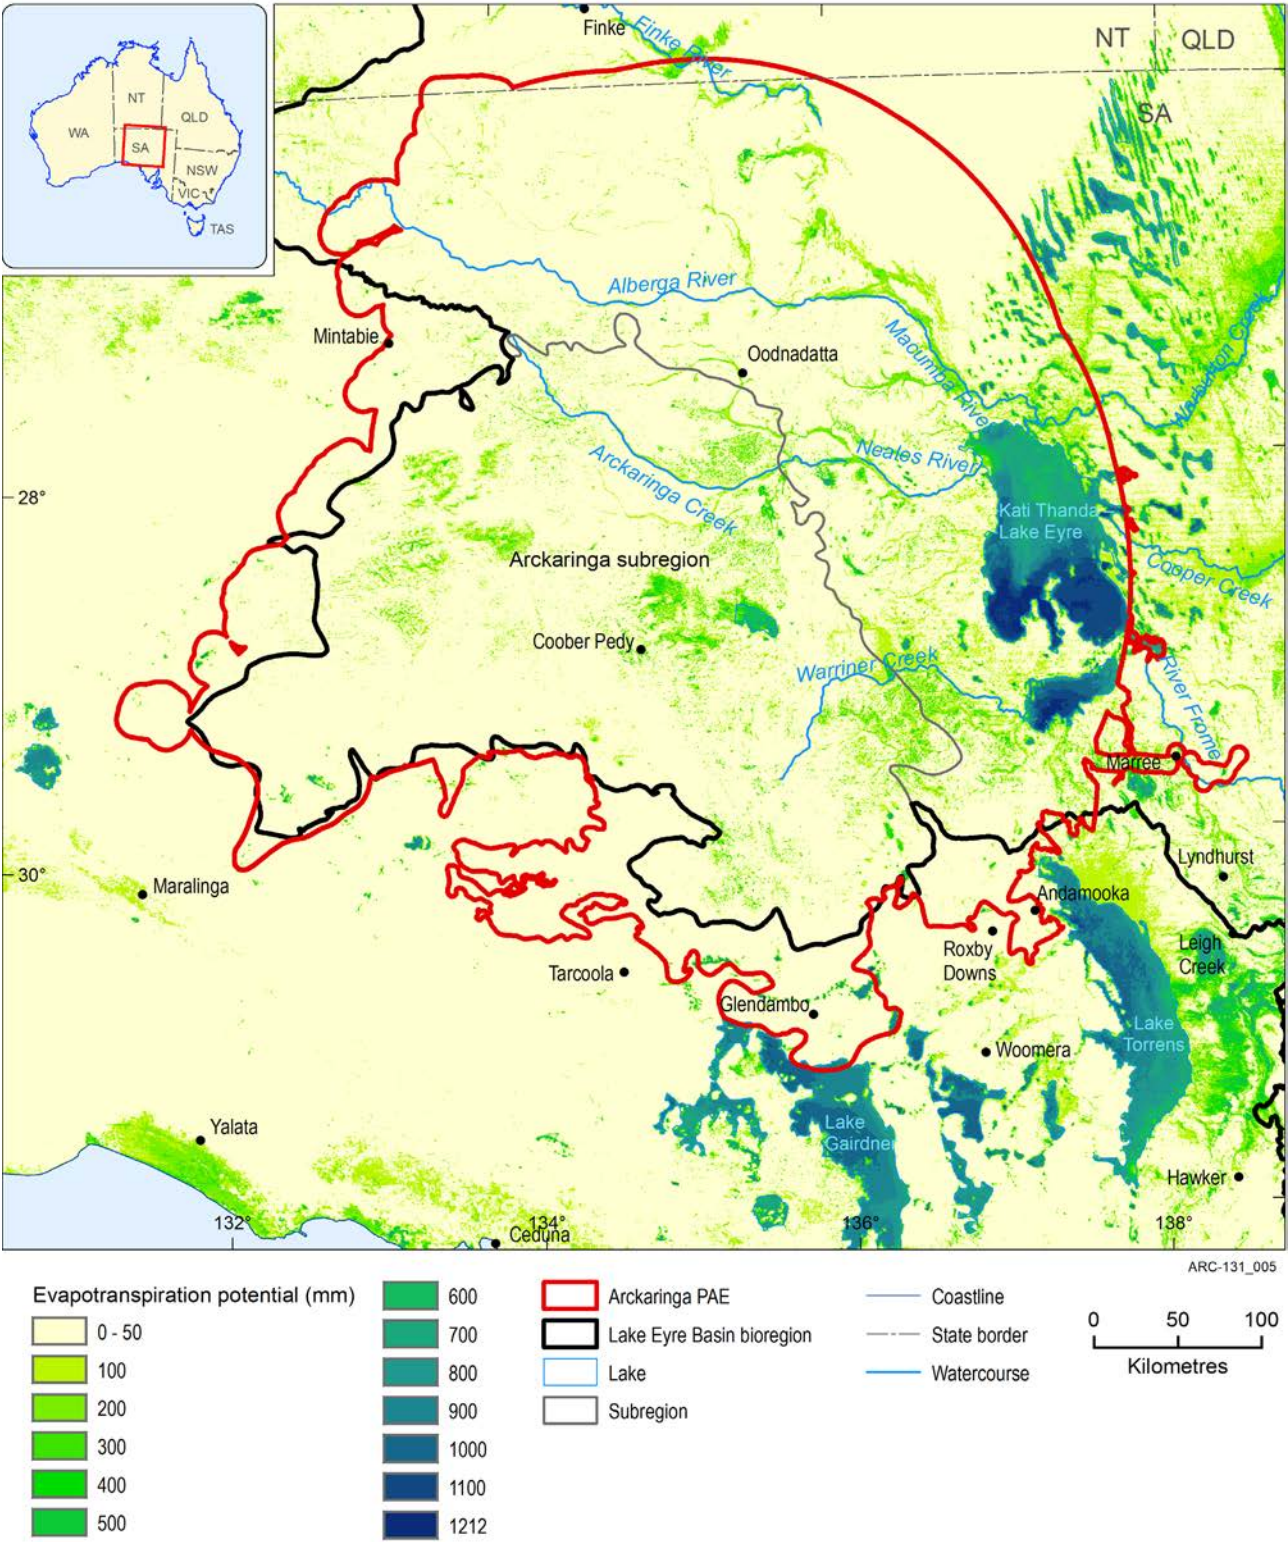 Finke
Finke River
NT
QLD
SA
NT
QLD
WA
SA
NSW
VIC
TAS
Alberga River
Mintabie
Oodnadatta
Macumba River
Warburton Creek
Neales River
Arckaringa Creek
28°
Kati Thanda
Lake Eyre
Arckaringa subregion
Cooper Creek
Coober Pedy
Warriner Creek
River Frome
Marree
Lyndhurst
30°
Maralinga
Andamooka
Roxby
Downs
Leigh
Creek
Tarcoola
Glendambo
Lake
Torrens
Woomera
Yalata
Lake
Gairdner
Hawker
132°
134°
136°
138°
Ceduna
ARC-131_005
Evapotranspiration potential (mm)
0 - 50
100
200
300
400
500
600
700
800
900
1000
1100
1212
Arckaringa PAE
Lake Eyre Basin bioregion
Lake
Subregion
Coastline
State border
Watercourse
0 50 100
Kilometres